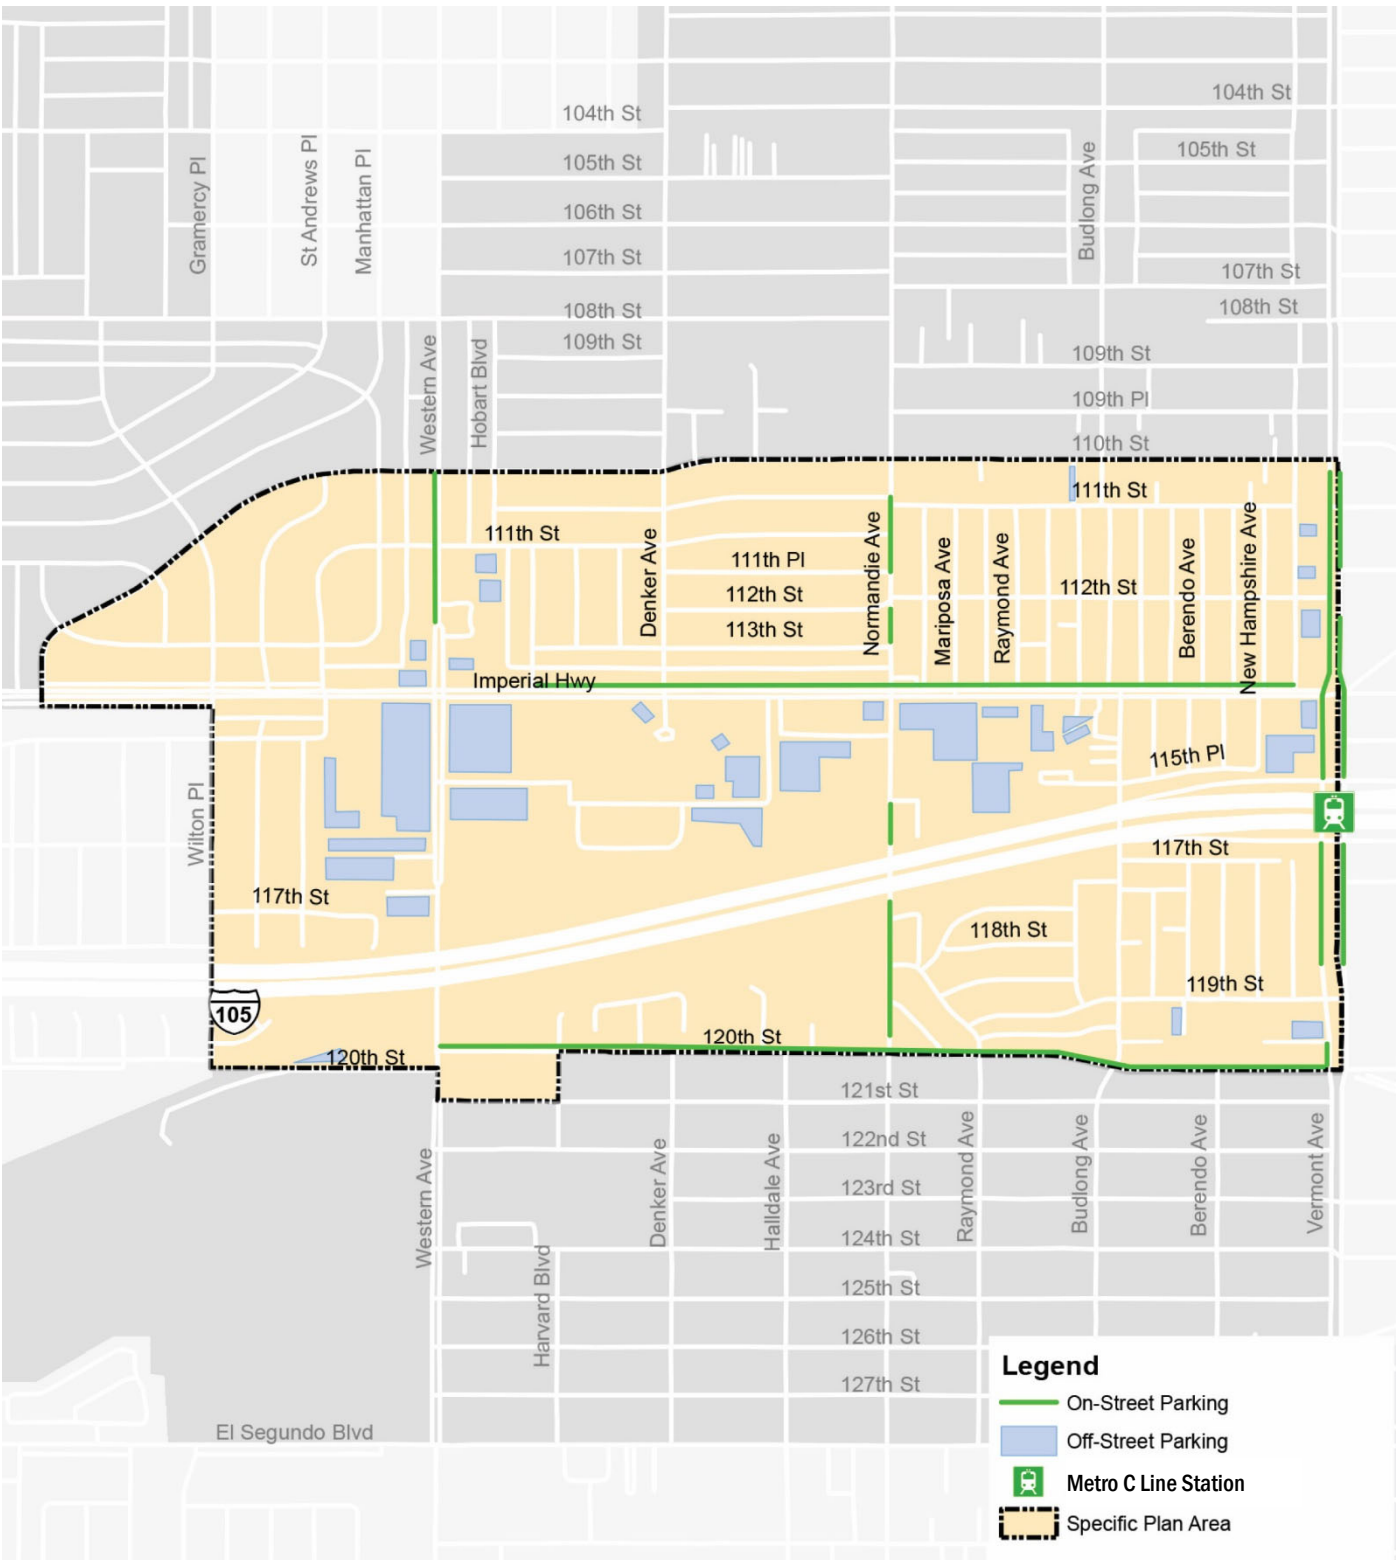 104th St
104th St
105th St
105th St
Gramercy Pl
St Andrews Pl
Manhattan Pl
Budlong Ave
106th St
107th St
107th St
108th St
108th St
109th St
109th St
Western Ave
Hobart Blvd
109th Pl
110th St
111th St
111th St
Denker Ave
111th Pl
Normandie Ave
Mariposa Ave
Raymond Ave
112th St
112th St
Berendo Ave
New Hampshire Ave
113th St
Imperial Hwy
115th Pl
Wilton Pl
117th St
117th St
118th St
119th St
105
120th St
120th St
121st St
122nd St
Western Ave
Denker Ave
Halldale Ave
Raymond Ave
Budlong Ave
Berendo Ave
Vermont Ave
123rd St
124th St
Harvard Blvd
125th St
126th St
127th St
El Segundo Blvd
Legend
On-Street Parking
Off-Street Parking
Metro C Line Station
Specific Plan Area